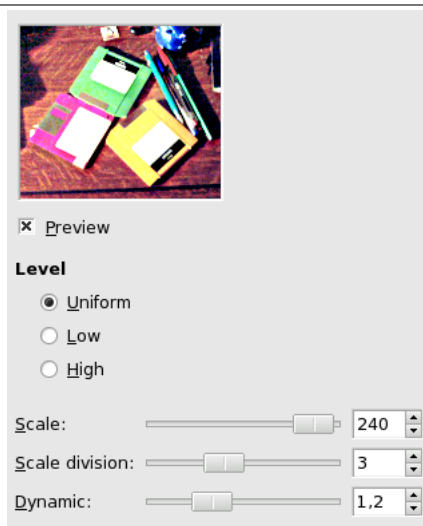 Preview
Level
Uniform
Low
High
Scale: 240
Scale division: 3
Dynamic: 1,2